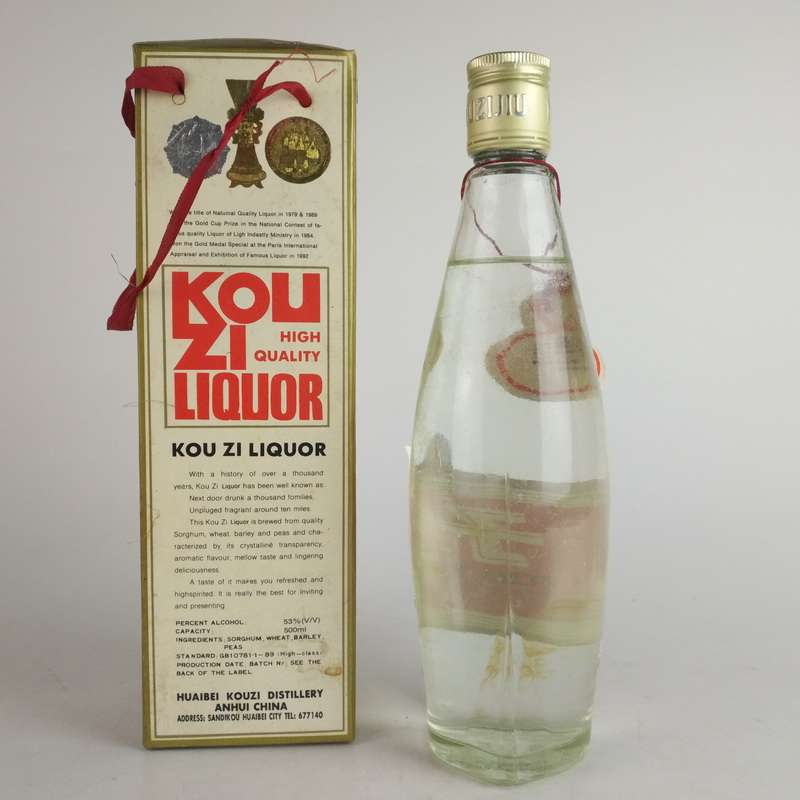 title of Natuinal Quality Liquor in 1979 & 1989
the Gold Cup Prize in the National Contest of fa-
quality Liquor of Ligh Indestly Ministry in 1984.
on the Gold Medal Special at the Paris International
Appraisal and Exhibition of Famous Liquor in 1992
KOU
ZI HIGH
QUALITY
LIQUOR
KOU ZI LIQUOR
With a history of over a thousand
years, Kou Zi Liquor has been well known as
Next door drunk a thousand fomilies.
Unpluged fragrant around ten miles.
This Kou Zi Liquor is brewed from quality
Sorghum, wheat, barley and peas and cha-
racterized by its crystalliné transparency,
aromatic flavour, mellow taste and lingering
deliciousness.
A taste of it makes you refreshed and
highspirited. It is really the best for inviting
and presenting
PERCENT ALCOHOL: 53%(V/V)
CAPACITY: 500ml
INGREDIENTS: SORGHUM, WHEAT, BARLEY,
PEAS
STANDARD: GB10781·1-89 (High-class)
PRODUCTION DATE, BATCH Nr, SEE THE
BACK OF THE LABEL
HUAIBEI KOUZI DISTILLERY
ANHUI CHINA
ADDRESS: SANDIKOU HUAIBEI CITY TEL: 677140
ZIJIU